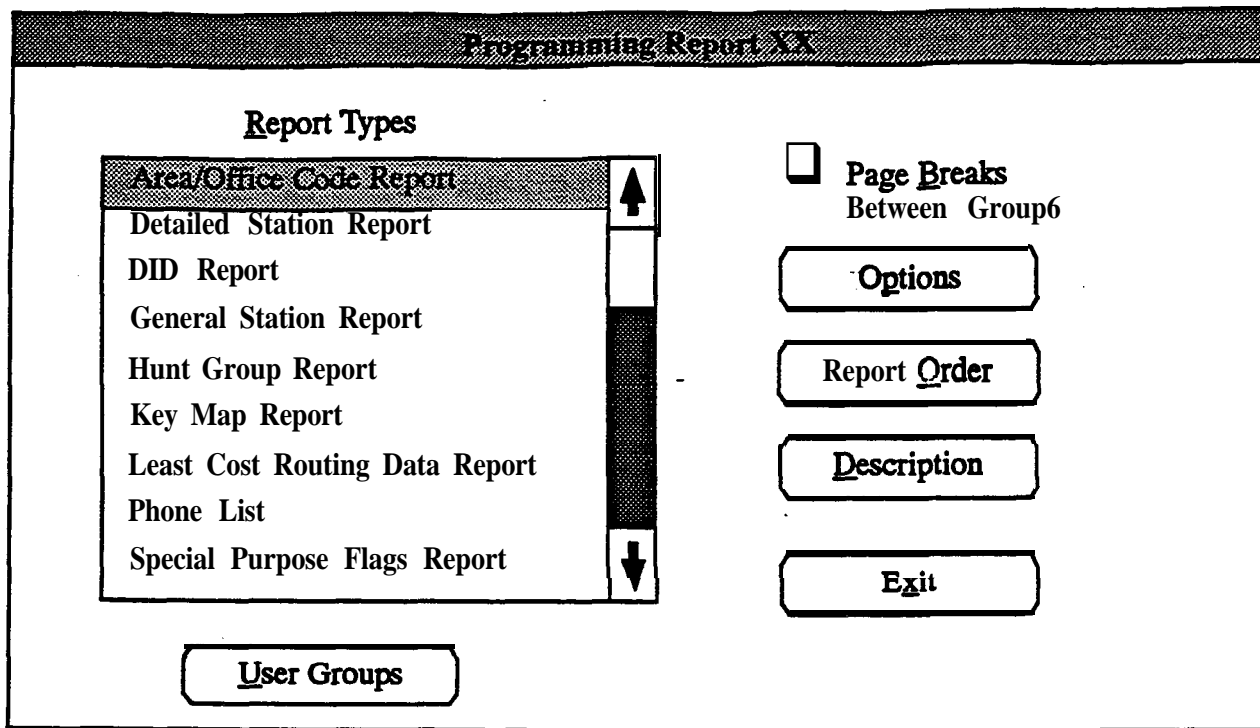 Programming Report XX
Report Types
Area/Office Code Report
Detailed Station Report
DID Report
General Station Report
Hunt Group Report
Key Map Report
Least Cost Routing Data Report
Phone List
Special Purpose Flags Report
User Groups
Page Breaks
Between Group6
Options
Report Order
Description
Exit